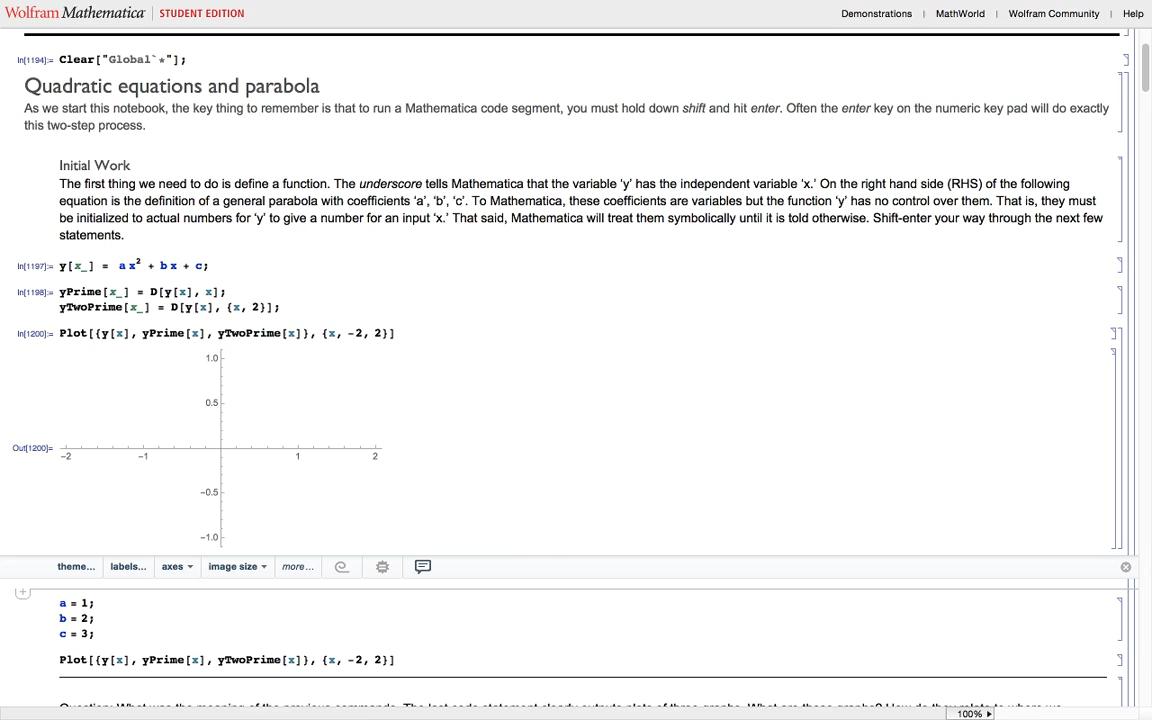 Wolfram Mathematica | STUDENT EDITION
Demonstrations | MathWorld | Wolfram Community | Help
In[1194]:= Clear["Global`*"];
Quadratic equations and parabola
As we start this notebook, the key thing to remember is that to run a Mathematica code segment, you must hold down shift and hit enter. Often the enter key on the numeric key pad will do exactly
this two-step process.
Initial Work
The first thing we need to do is define a function. The underscore tells Mathematica that the variable ‘y’ has the independent variable ‘x.’ On the right hand side (RHS) of the following
equation is the definition of a general parabola with coefficients ‘a’, ‘b’, ‘c’. To Mathematica, these coefficients are variables but the function ‘y’ has no control over them. That is, they must
be initialized to actual numbers for ‘y’ to give a number for an input ‘x.’ That said, Mathematica will treat them symbolically until it is told otherwise. Shift-enter your way through the next few
statements.
In[1197]:= y[x_] = a x² + b x + c;
In[1198]:= yPrime[x_] = D[y[x], x];
yTwoPrime[x_] = D[y[x], {x, 2}];
In[1200]:= Plot[{y[x], yPrime[x], yTwoPrime[x]}, {x, -2, 2}]
1.0
0.5
Out[1200]=
-2 -1 1 2
-0.5
-1.0
theme... labels... axes image size more...
a = 1;
b = 2;
c = 3;
Plot[{y[x], yPrime[x], yTwoPrime[x]}, {x, -2, 2}]
100%